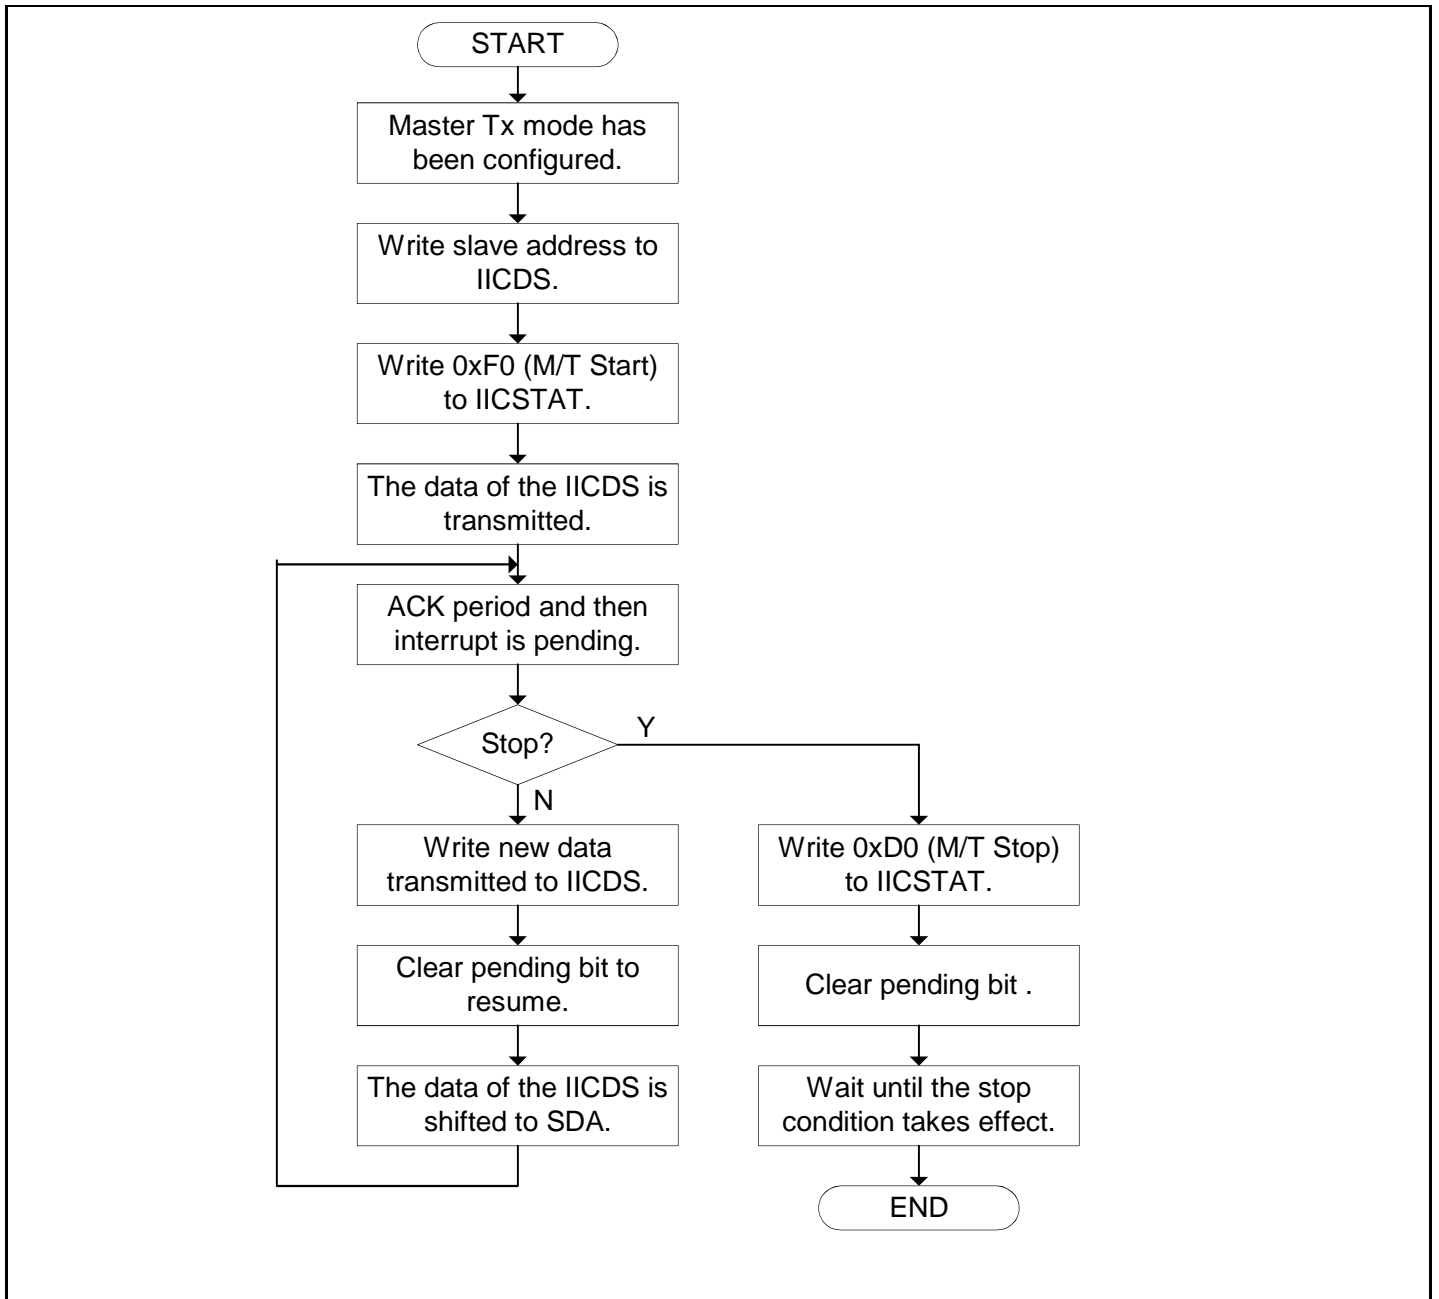 START
Master Tx mode has
been configured.
Write slave address to
IICDS.
Write 0xF0 (M/T Start)
to IICSTAT.
The data of the IICDS is
transmitted.
ACK period and then
interrupt is pending.
Stop?
Y
N
Write new data
transmitted to IICDS.
Clear pending bit to
resume.
The data of the IICDS is
shifted to SDA.
Write 0xD0 (M/T Stop)
to IICSTAT.
Clear pending bit .
Wait until the stop
condition takes effect.
END